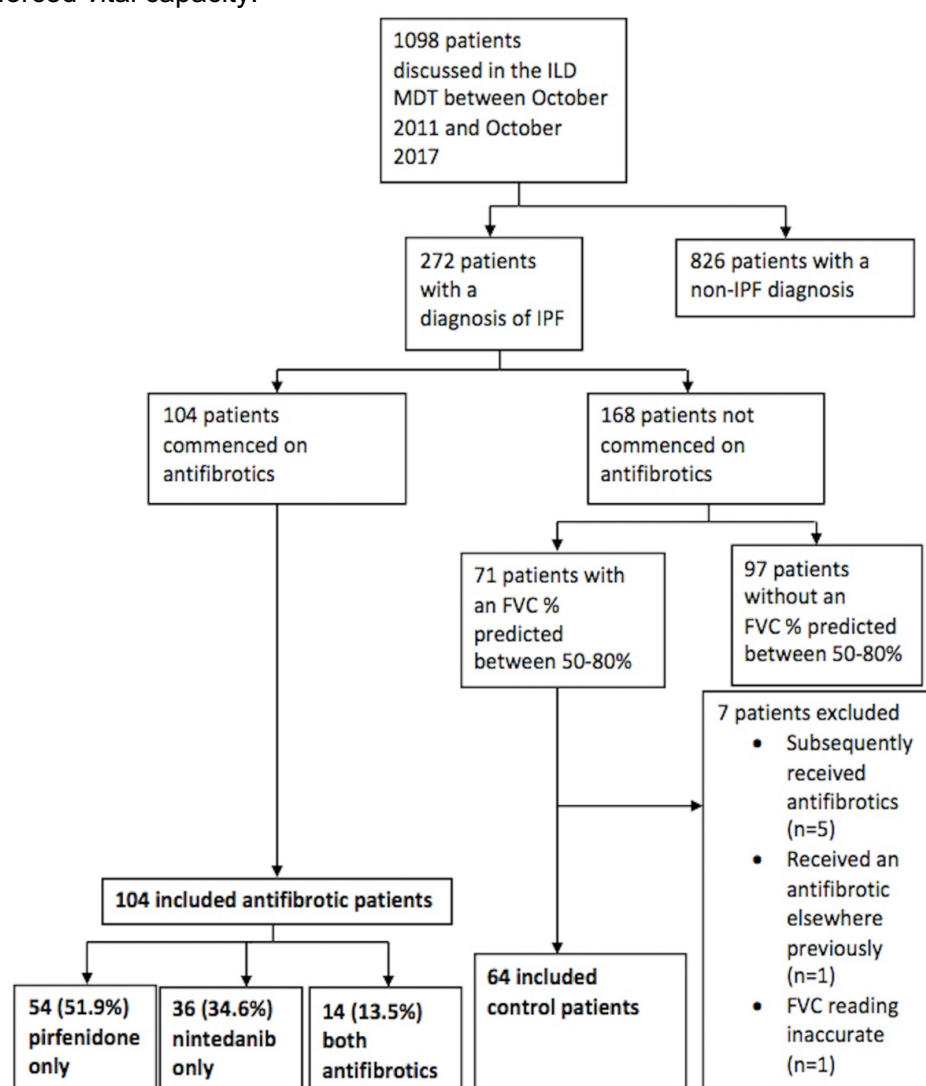 forced vital capacity.
1098 patients
discussed in the ILD
MDT between October
2011 and October
2017
272 patients
with a
diagnosis of IPF
826 patients with a
non-IPF diagnosis
104 patients
commenced on
antifibrotics
168 patients not
commenced on
antifibrotics
71 patients with
an FVC %
predicted
between 50-80%
97 patients
without an
FVC % predicted
between 50-80%
7 patients excluded
• Subsequently
received
antifibrotics
(n=5)
• Received an
antifibrotic
elsewhere
previously
(n=1)
• FVC reading
inaccurate
(n=1)
104 included antifibrotic patients
54 (51.9%)
pirfenidone
only
36 (34.6%)
nintedanib
only
14 (13.5%)
both
antifibrotics
64 included
control patients